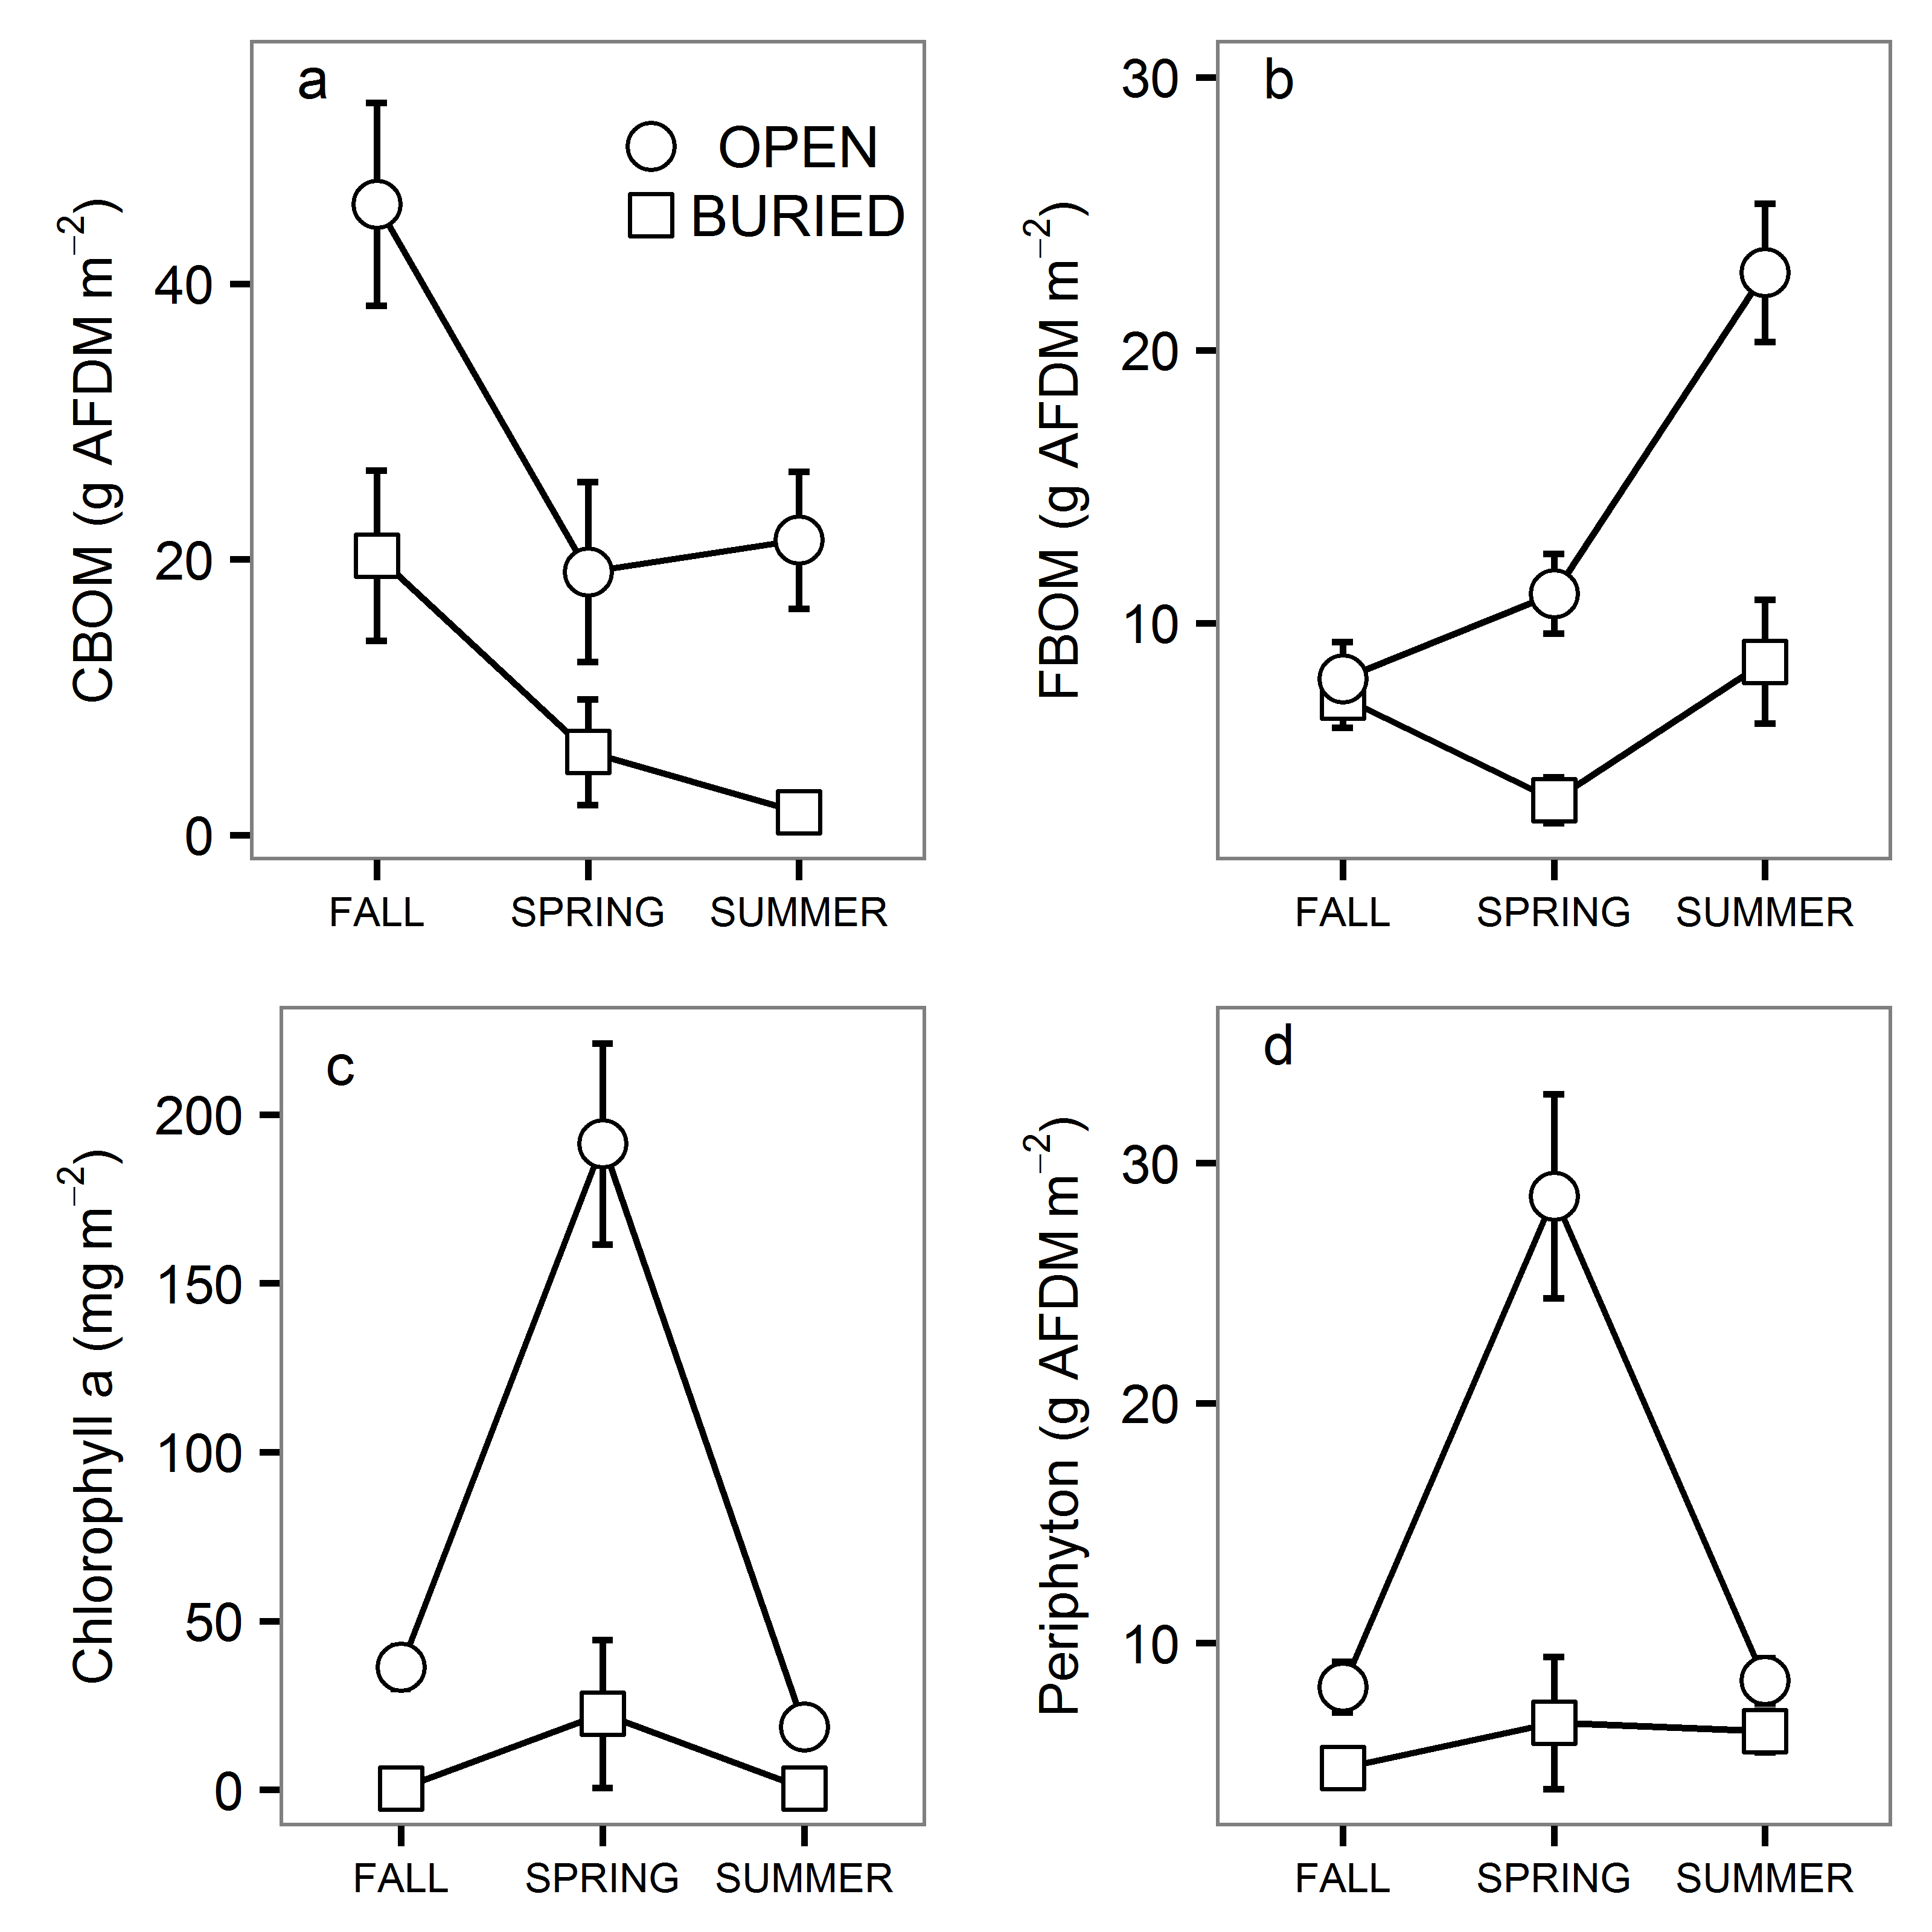 a
OPEN
BURIED
CBOM (g AFDM m⁻²)
40
20
0
FALL SPRING SUMMER
b
FBOM (g AFDM m⁻²)
30
20
10
FALL SPRING SUMMER
c
Chlorophyll a (mg m⁻²)
200
150
100
50
0
FALL SPRING SUMMER
d
Periphyton (g AFDM m⁻²)
30
20
10
FALL SPRING SUMMER